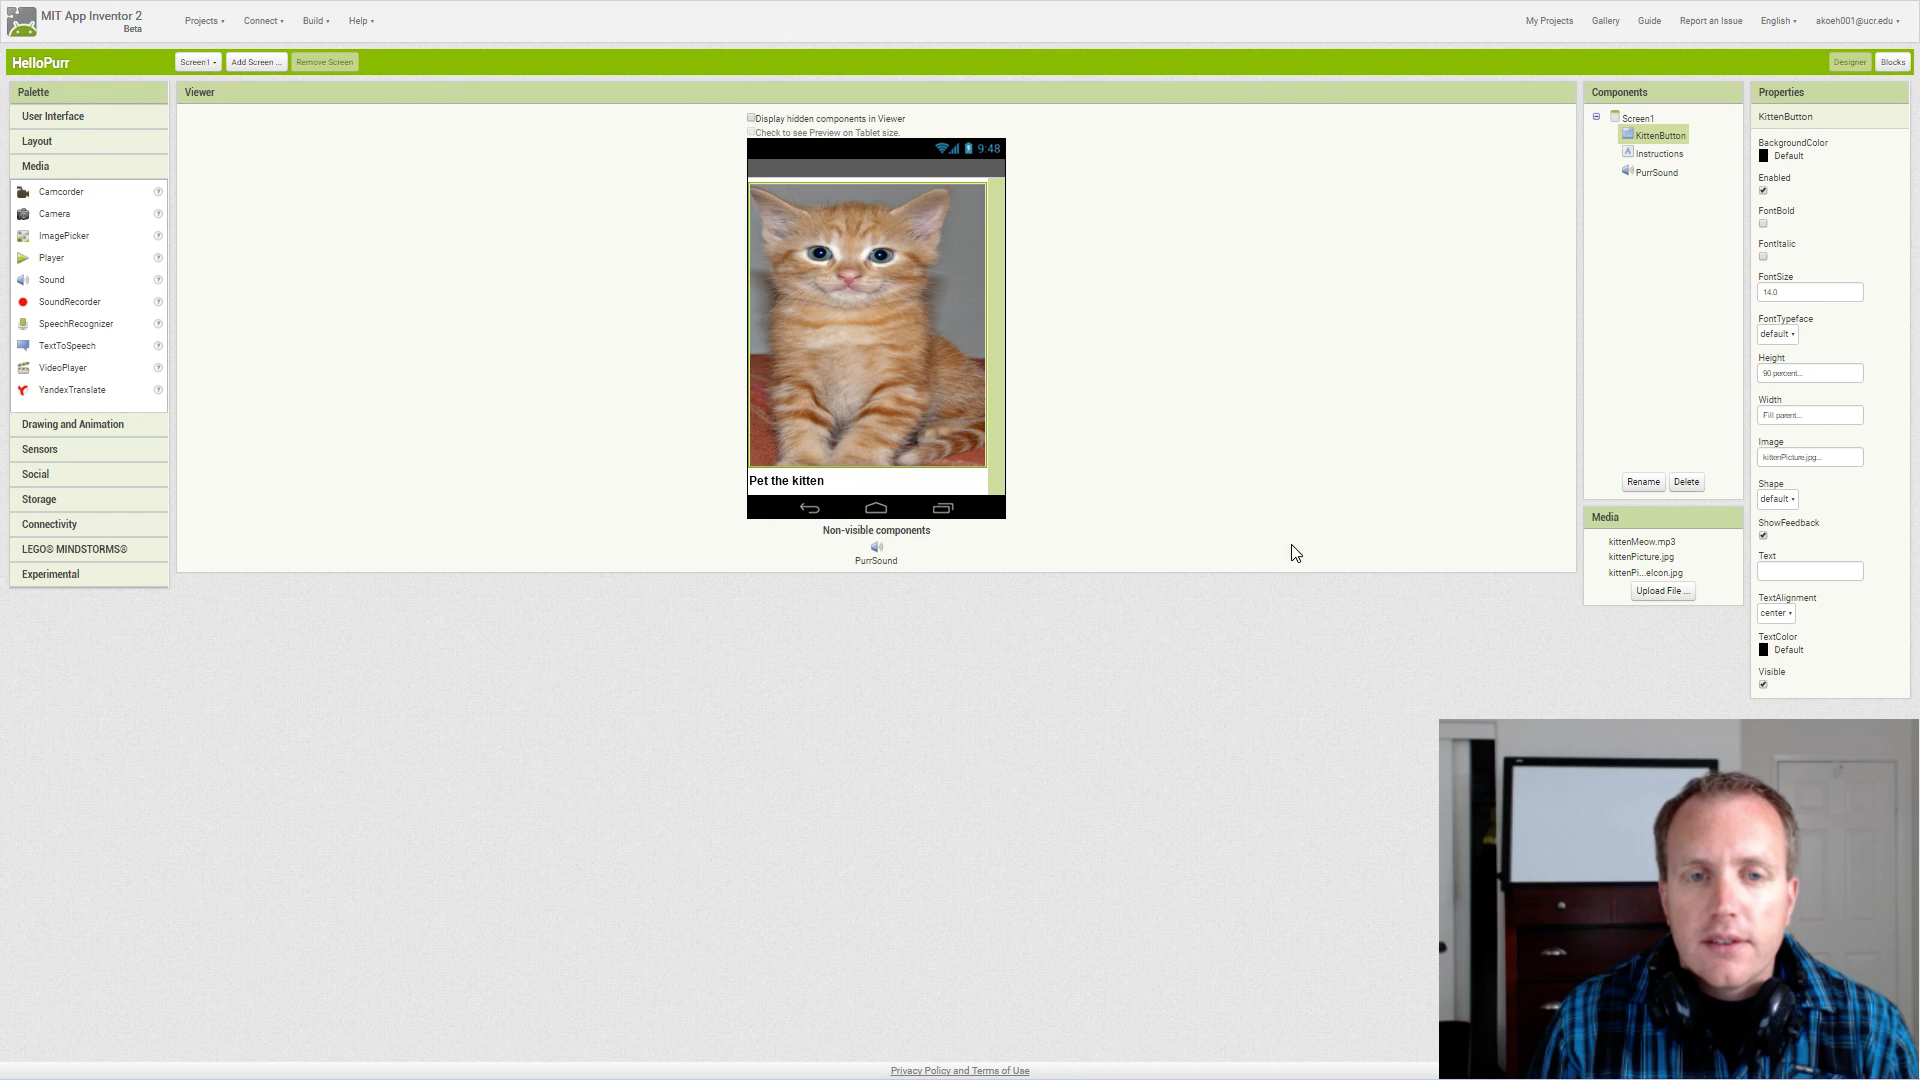 MIT App Inventor 2
Beta
Projects
Connect
Build
Help
My Projects
Gallery
Guide
Report an Issue
English
akoeh001@ucr.edu
HelloPurr
Screen1
Add Screen ...
Remove Screen
Designer
Blocks
Palette
User Interface
Layout
Media
Camcorder
Camera
ImagePicker
Player
Sound
SoundRecorder
SpeechRecognizer
TextToSpeech
VideoPlayer
YandexTranslate
Drawing and Animation
Sensors
Social
Storage
Connectivity
LEGO® MINDSTORMS®
Experimental
Viewer
Display hidden components in Viewer
Check to see Preview on Tablet size.
9:48
Pet the kitten
Non-visible components
PurrSound
Components
Screen1
KittenButton
Instructions
PurrSound
Rename
Delete
Media
kittenMeow.mp3
kittenPicture.jpg
kittenPi...eIcon.jpg
Upload File ...
Properties
KittenButton
BackgroundColor
Default
Enabled
FontBold
FontItalic
FontSize
14.0
FontTypeface
default
Height
90 percent...
Width
Fill parent...
Image
kittenPicture.jpg...
Shape
default
ShowFeedback
Text
TextAlignment
center
TextColor
Default
Visible
Privacy Policy and Terms of Use